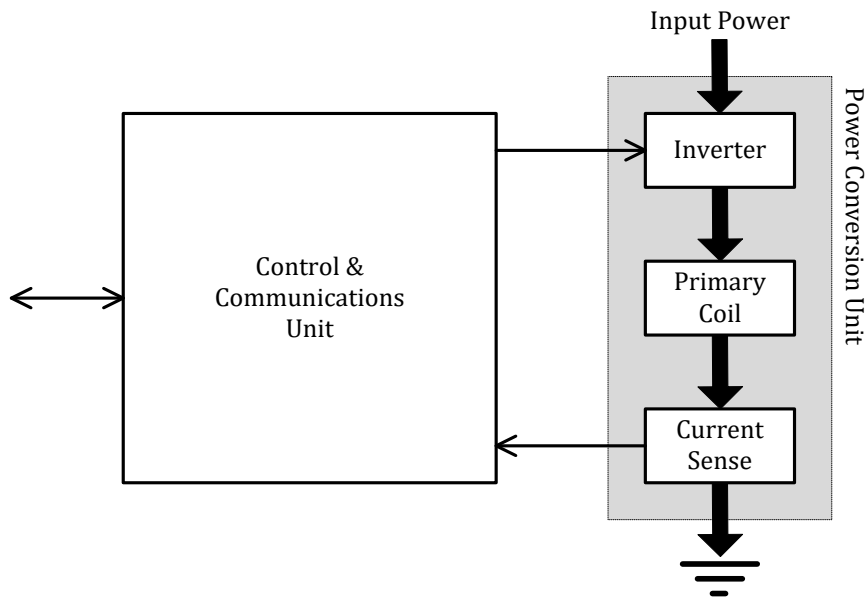 Input Power
Power Conversion Unit
Inverter
Control &
Communications
Unit
Primary
Coil
Current
Sense